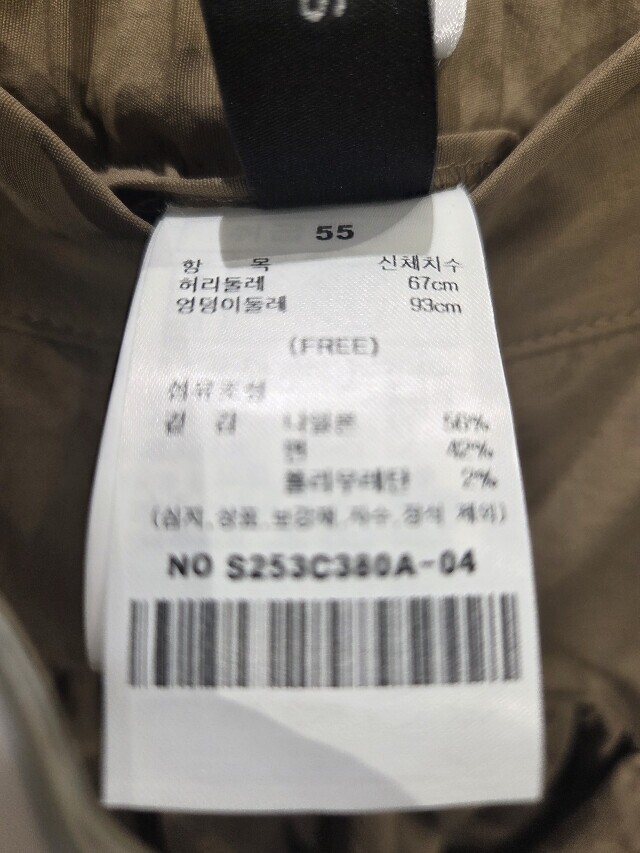 55
항 목 신체치수
허리둘레 67cm
엉덩이둘레 93cm
(FREE)
섬유조성
겉 감 나일론 56%
면 42%
폴리우레탄 2%
(심지,상표,보강재,자수,장식 제외)
NO S253C380A-04